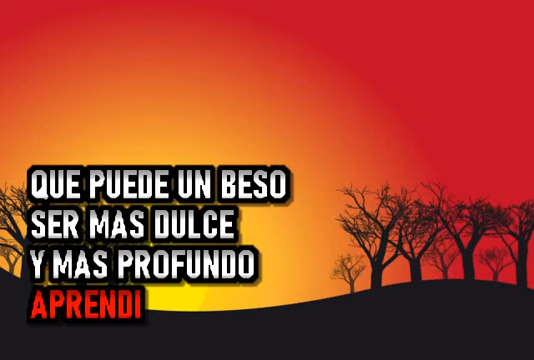 QUE PUEDE UN BESO
SER MAS DULCE
Y MAS PROFUNDO
APRENDI